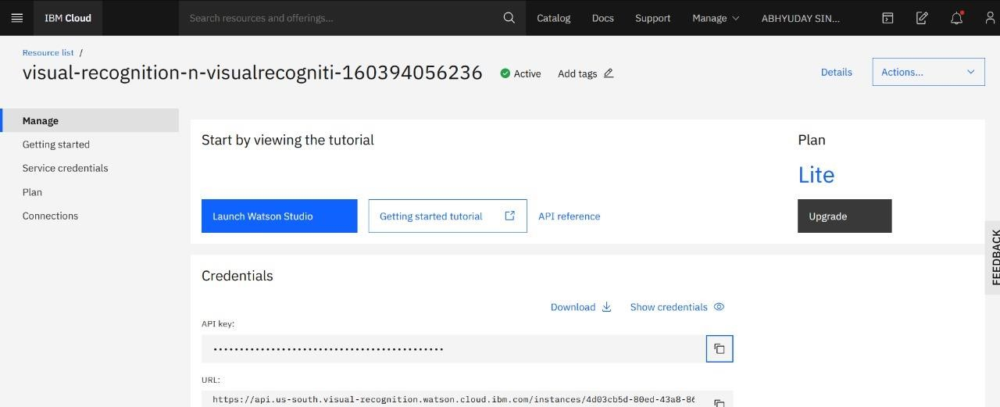 IBM Cloud
Search resources and offerings...
Catalog
Docs
Support
Manage
ABHYUDAY SIN...
Resource list /
visual-recognition-n-visualrecogniti-160394056236
Active
Add tags
Details
Actions...
Manage
Getting started
Service credentials
Plan
Connections
Start by viewing the tutorial
Launch Watson Studio
Getting started tutorial
API reference
Plan
Lite
Upgrade
FEEDBACK
Credentials
Download
Show credentials
API key:
URL:
https://api.us-south.visual-recognition.watson.cloud.ibm.com/instances/4d03cb5d-80ed-43a8-86